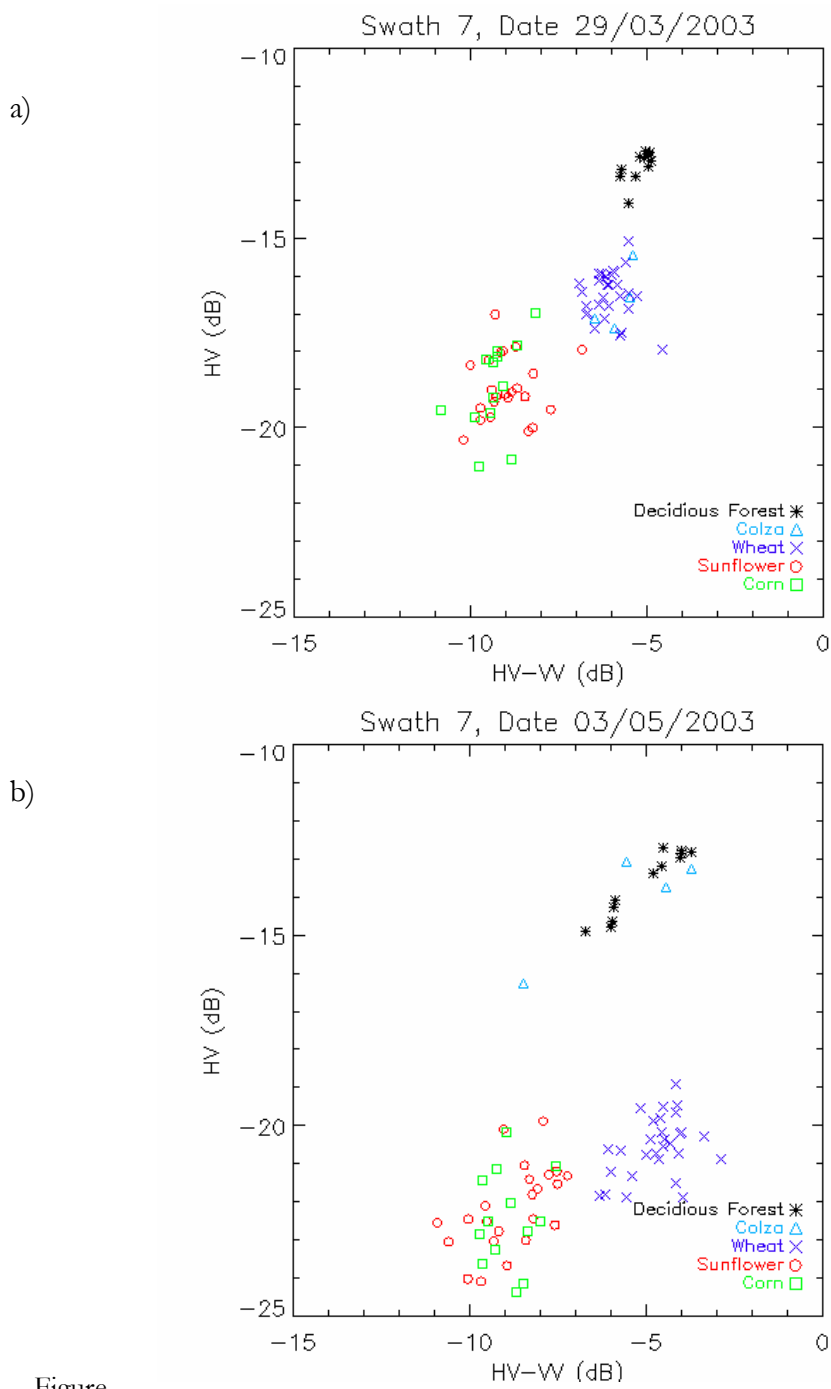 a)
Swath 7, Date 29/03/2003
-10
-15
-20
-25
HV (dB)
Decidious Forest
Colza
Wheat
Sunflower
Corn
-15 -10 -5 0
HV-VV (dB)
b)
Swath 7, Date 03/05/2003
-10
-15
-20
-25
HV (dB)
Decidious Forest
Colza
Wheat
Sunflower
Corn
-15 -10 -5 0
HV-VV (dB)
Figure